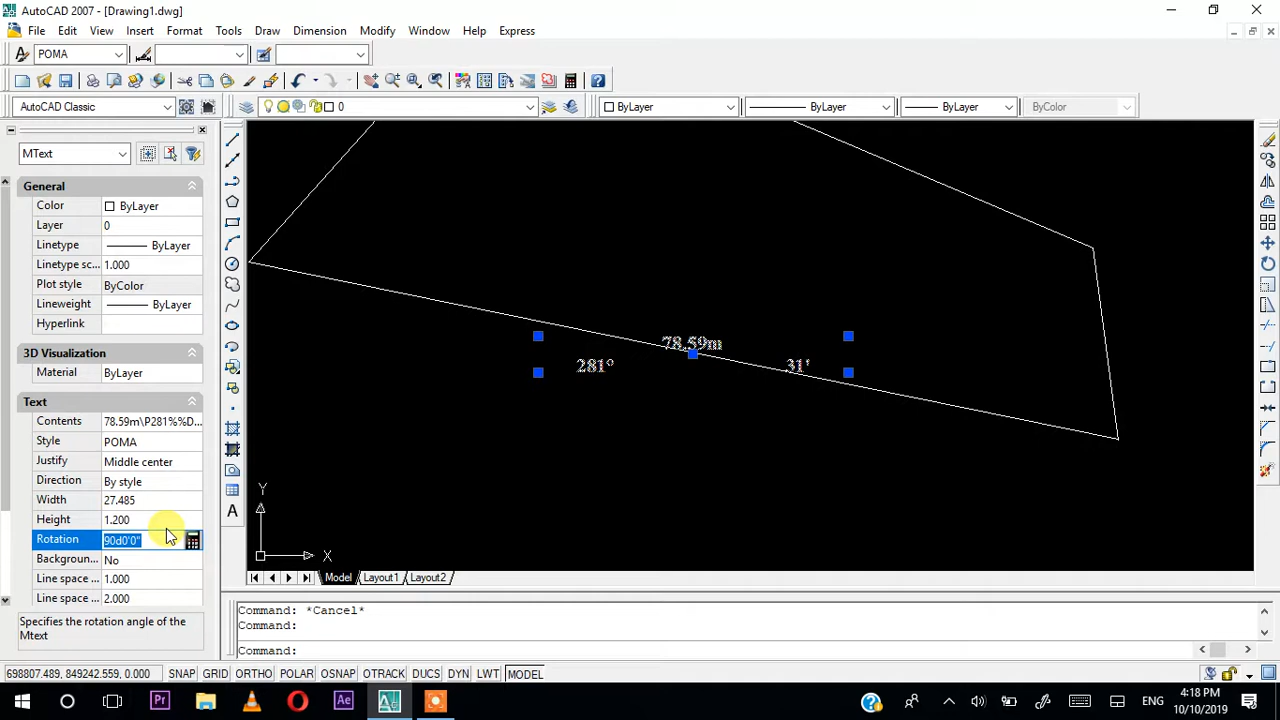 AutoCAD 2007 - [Drawing1.dwg]
File Edit View Insert Format Tools Draw Dimension Modify Window Help Express
POMA
AutoCAD Classic 0 ByLayer ByLayer ByLayer ByColor
MText
General
Color ByLayer
Layer 0
Linetype ByLayer
Linetype sc... 1.000
Plot style ByColor
Lineweight ByLayer
Hyperlink
3D Visualization
Material ByLayer
Text
Contents 78.59m\P281%%D...
Style POMA
Justify Middle center
Direction By style
Width 27.485
Height 1.200
Rotation 90d0'0"
Backgroun... No
Line space ... 1.000
Line space ... 2.000
Specifies the rotation angle of the
Mtext
78.59m
281° 31'
Y
X
Model Layout1 Layout2
Command: *Cancel*
Command:
Command:
698807.489, 849242.559, 0.000 SNAP GRID ORTHO POLAR OSNAP OTRACK DUCS DYN LWT MODEL
Pr Ae A ENG 4:18 PM
10/10/2019